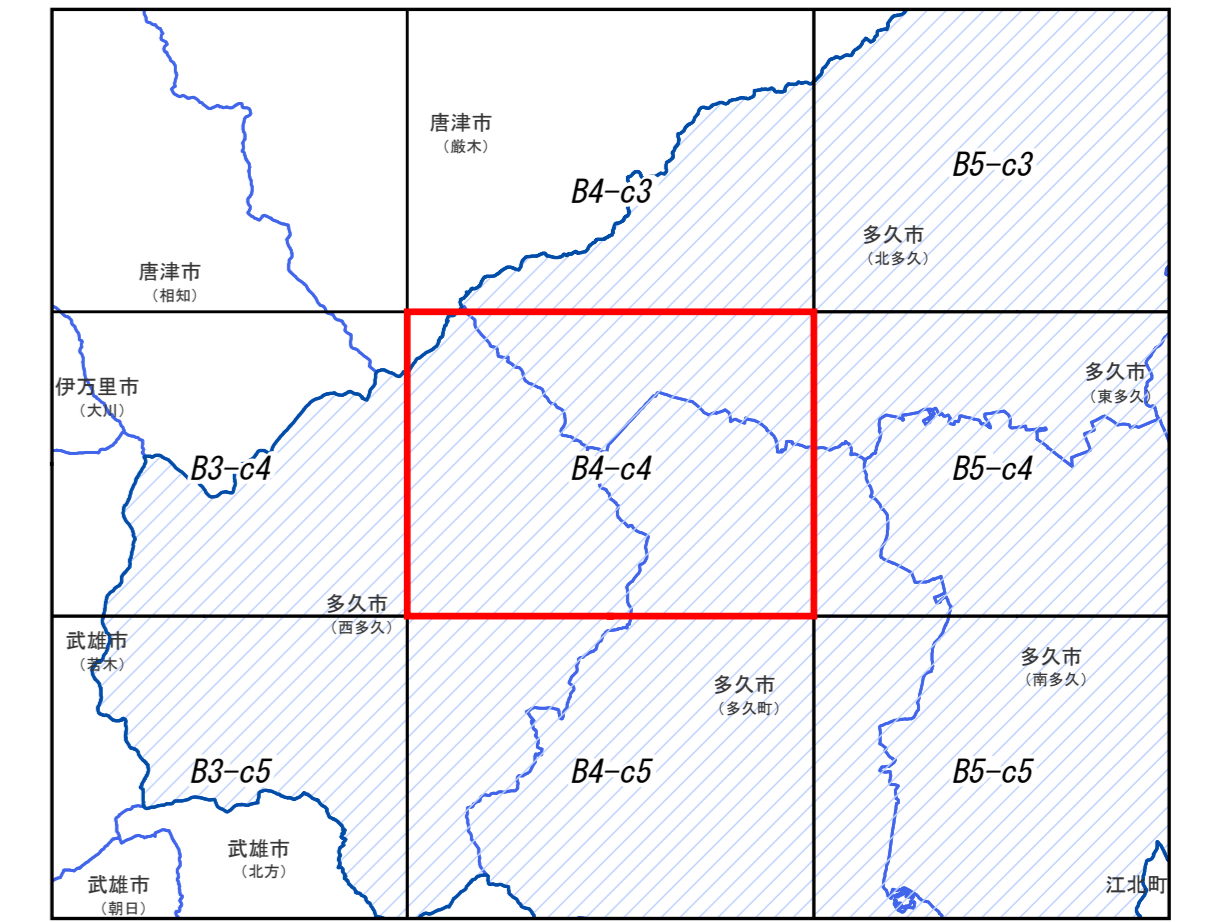 唐津市
（厳木）
B4-c3
B5-c3
多久市
（北多久）
唐津市
（相知）
伊万里市
（大川）
多久市
（東多久）
B3-c4
B4-c4
B5-c4
多久市
（西多久）
武雄市
（若木）
多久市
（多久町）
多久市
（南多久）
B3-c5
B4-c5
B5-c5
武雄市
（北方）
武雄市
（朝日）
江北町